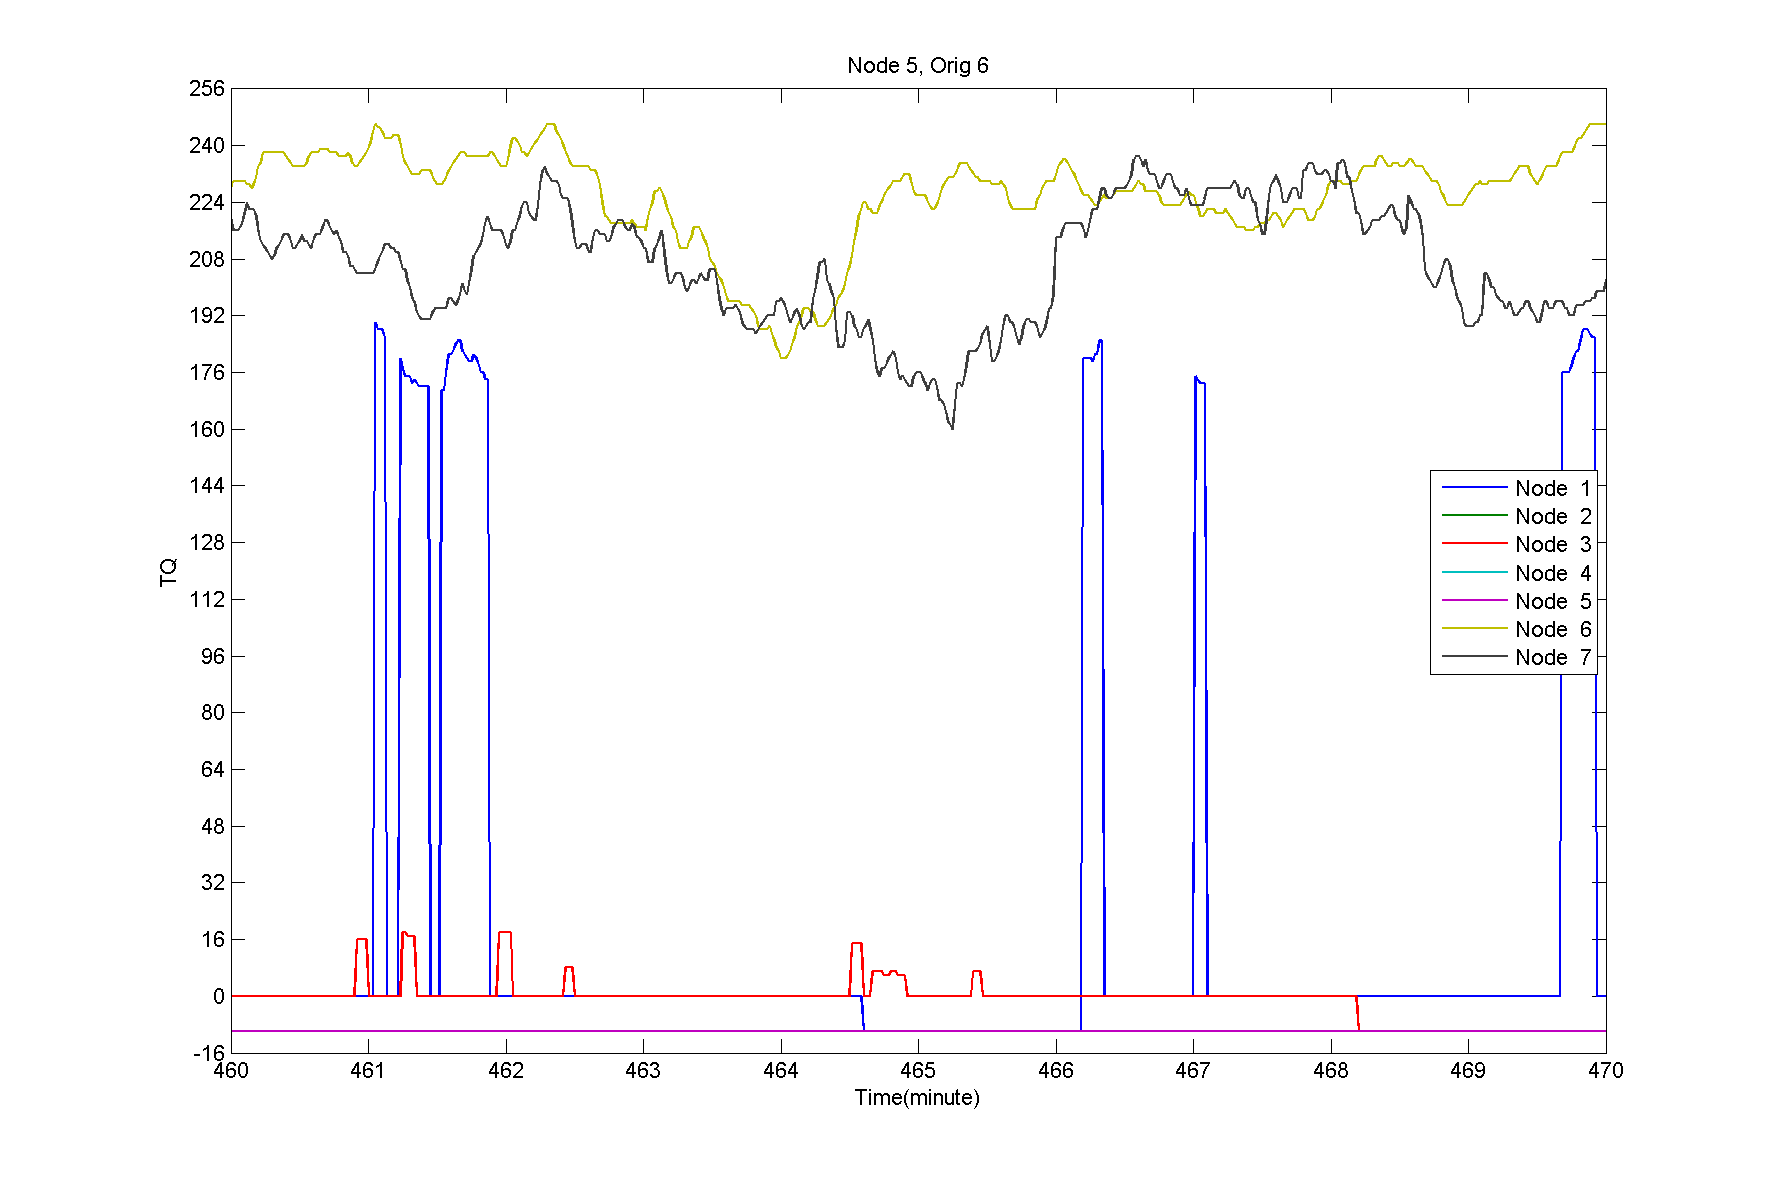 Node 5, Orig 6
256
240
224
208
192
176
160
144
128
112
96
80
64
48
32
16
0
-16
TQ
Node 1
Node 2
Node 3
Node 4
Node 5
Node 6
Node 7
460 461 462 463 464 465 466 467 468 469 470
Time(minute)